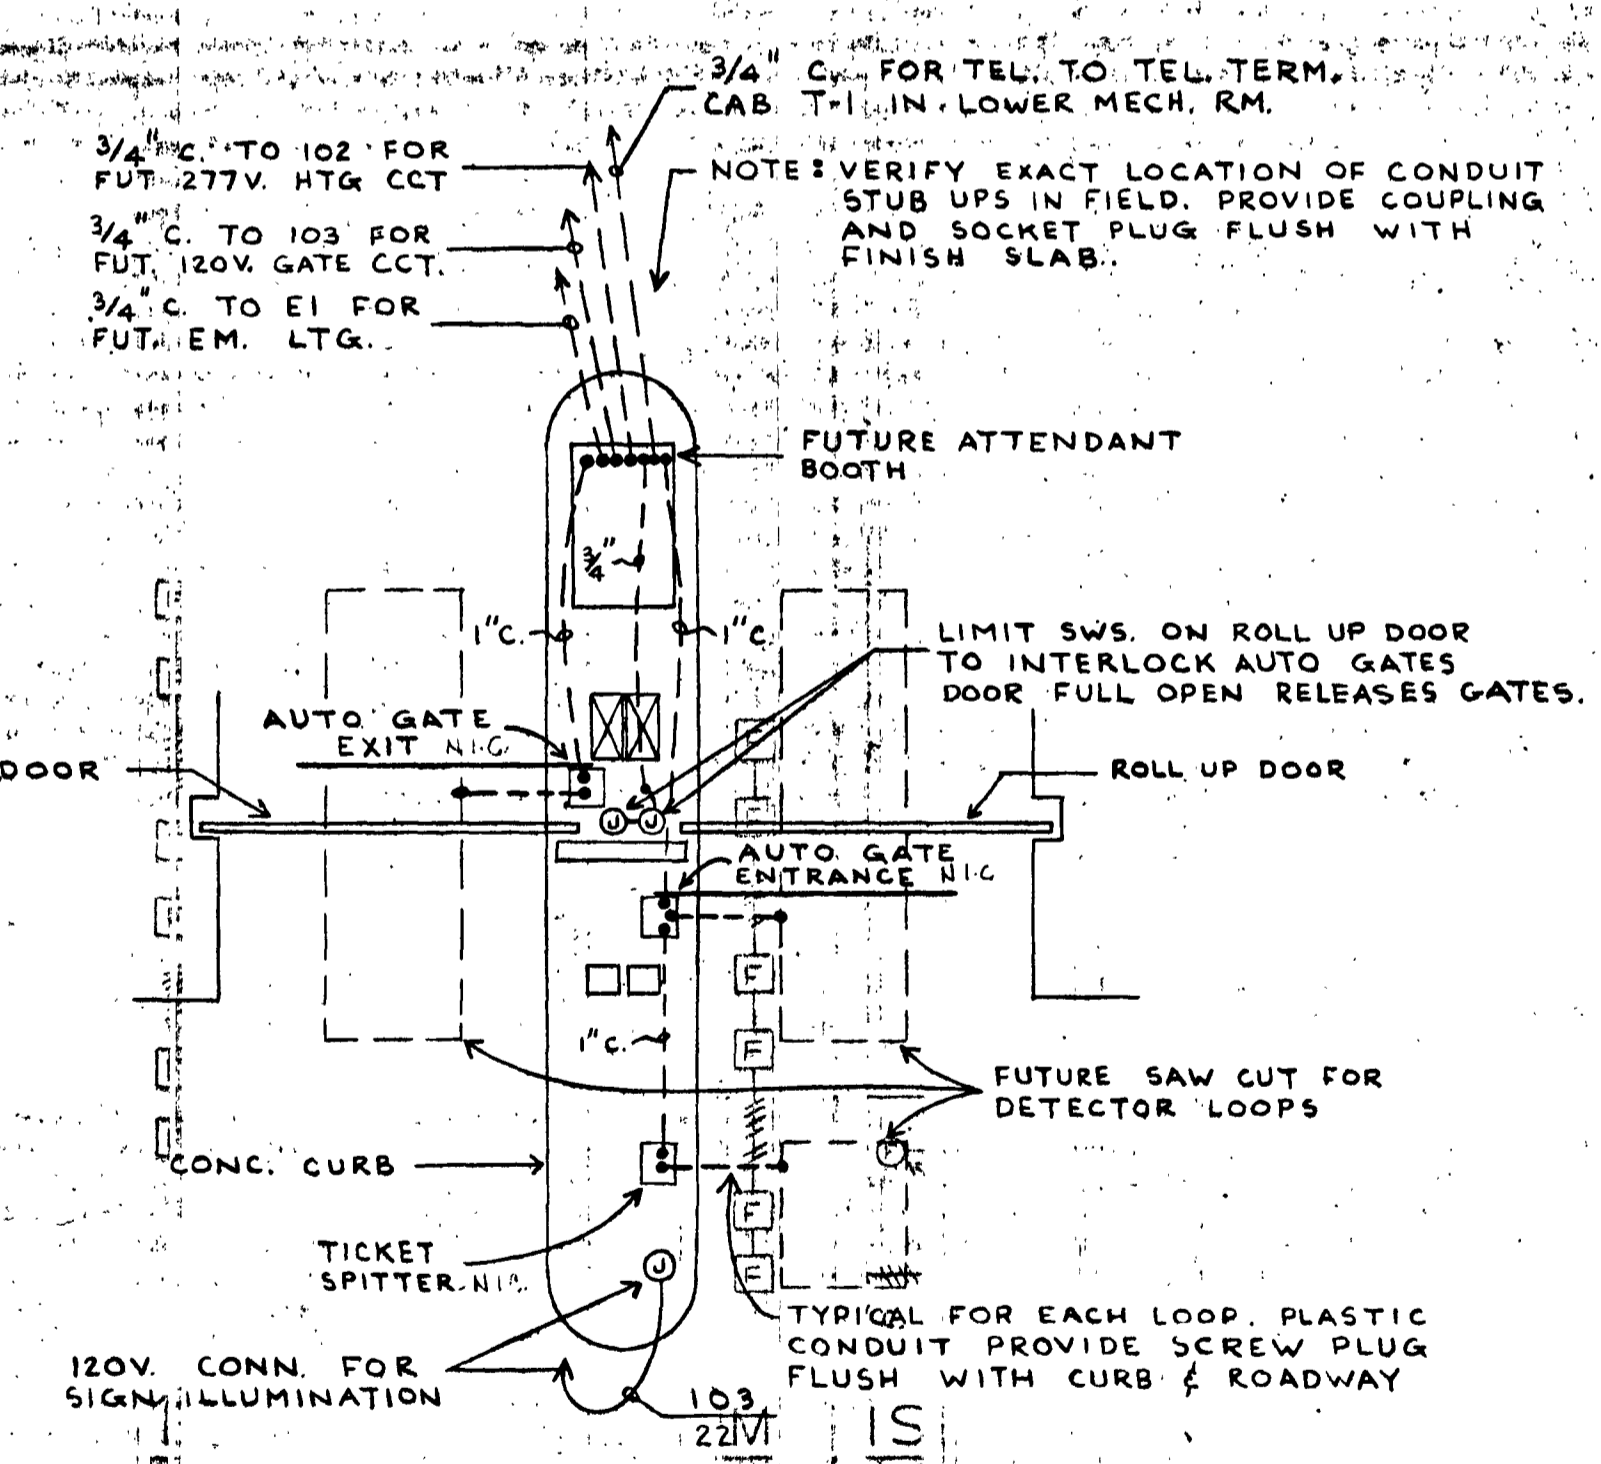 3/4" C. FOR TEL. TO TEL. TERM.
CAB T-1 IN LOWER MECH. RM.
3/4" C. TO 102 FOR
FUT 277V. HTG CCT
NOTE: VERIFY EXACT LOCATION OF CONDUIT
STUB UPS IN FIELD. PROVIDE COUPLING
AND SOCKET PLUG FLUSH WITH
FINISH SLAB.
3/4" C. TO 103 FOR
FUT. 120V. GATE CCT.
3/4" C. TO E1 FOR
FUT. EM. LTG.
FUTURE ATTENDANT
BOOTH
3/4"
1"C.
1"C.
LIMIT SWS. ON ROLL UP DOOR
TO INTERLOCK AUTO GATES
DOOR FULL OPEN RELEASES GATES.
AUTO GATE
EXIT N.I.C.
DOOR
ROLL UP DOOR
J J
F
F
AUTO. GATE
ENTRANCE N.I.C
F
F
1"C.
FUTURE SAW CUT FOR
DETECTOR LOOPS
F
CONC. CURB
F
F
TICKET
SPITTER N.I.C.
J
TYPICAL FOR EACH LOOP. PLASTIC
CONDUIT PROVIDE SCREW PLUG
FLUSH WITH CURB & ROADWAY
120V. CONN. FOR
SIGN ILLUMINATION
103
22
IS